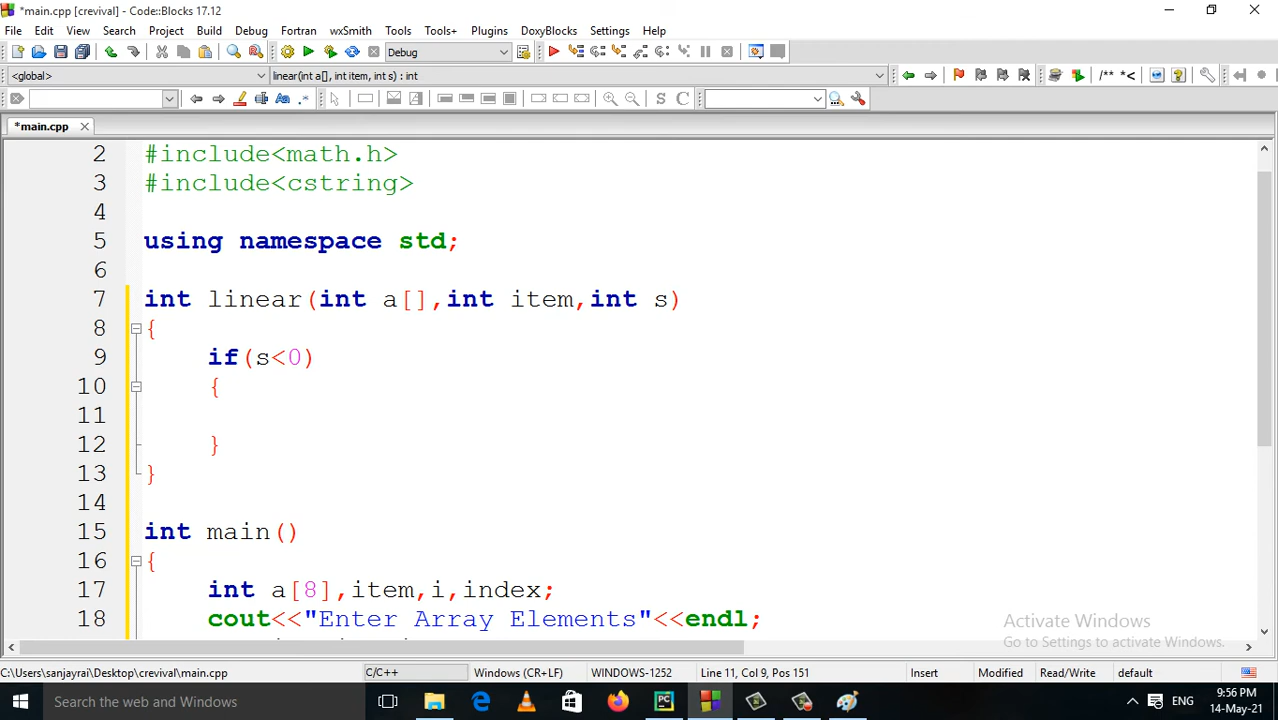 *main.cpp [crevival] - Code::Blocks 17.12
File Edit View Search Project Build Debug Fortran wxSmith Tools Tools+ Plugins DoxyBlocks Settings Help
Debug
<global> linear(int a[], int item, int s) : int /** *<
Aa .* S C
*main.cpp
2 #include<math.h>
3 #include<cstring>
4
5 using namespace std;
6
7 int linear(int a[],int item,int s)
8 {
9 if(s<0)
10 {
11
12 }
13 }
14
15 int main()
16 {
17 int a[8],item,i,index;
18 cout<<"Enter Array Elements"<<endl;
Activate Windows
Go to Settings to activate Windows.
C:\Users\sanjayrai\Desktop\crevival\main.cpp C/C++ Windows (CR+LF) WINDOWS-1252 Line 11, Col 9, Pos 151 Insert Modified Read/Write default
Search the web and Windows PC ENG 9:56 PM
14-May-21